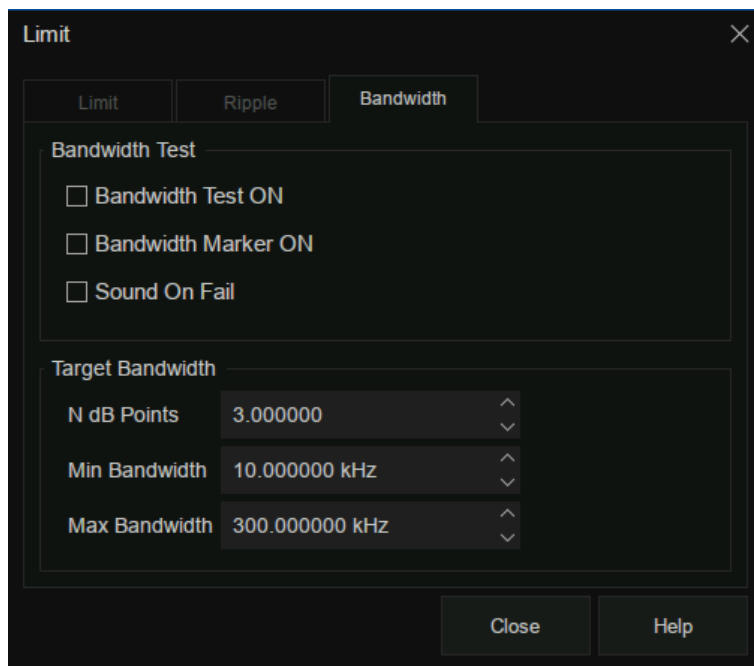 Limit
Limit Ripple Bandwidth
Bandwidth Test
Bandwidth Test ON
Bandwidth Marker ON
Sound On Fail
Target Bandwidth
N dB Points 3.000000
Min Bandwidth 10.000000 kHz
Max Bandwidth 300.000000 kHz
Close Help